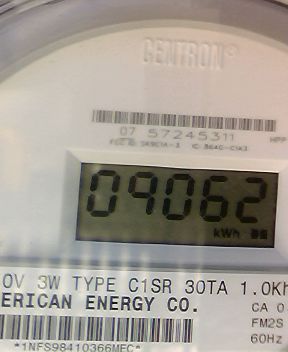 CENTRON®
07 57245311
09062
kWh
0V 3W TYPE C1SR 30TA 1.0Kh
ERICAN ENERGY CO.
CA 0
FM2S
60Hz
*1NFS98410366MEC*